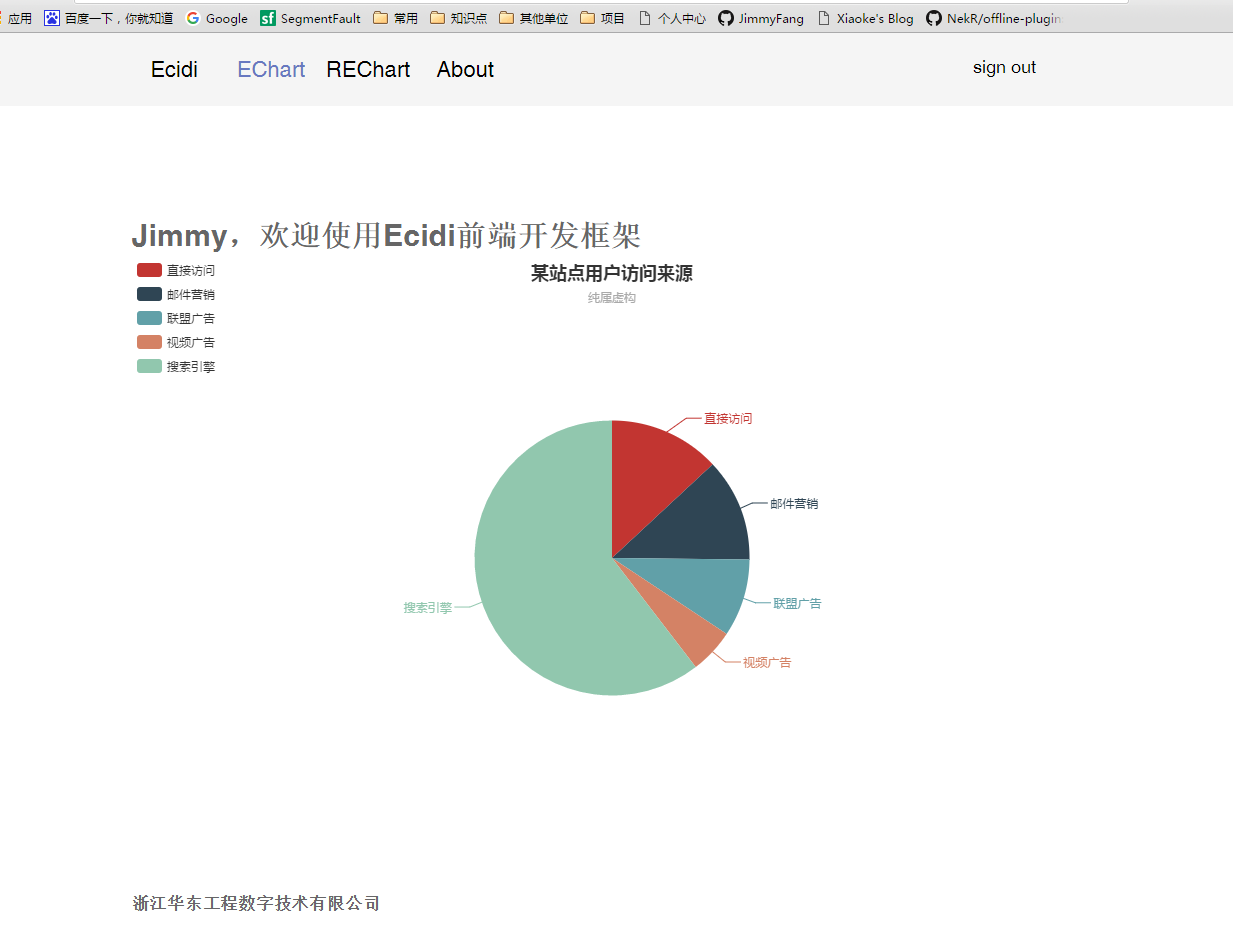 应用 百度一下，你就知道 Google SegmentFault 常用 知识点 其他单位 项目 个人中心 JimmyFang Xiaoke's Blog NekR/offline-plugin
Ecidi EChart REChart About sign out
Jimmy，欢迎使用Ecidi前端开发框架
某站点用户访问来源
纯属虚构
直接访问
邮件营销
联盟广告
视频广告
搜索引擎
直接访问
邮件营销
联盟广告
搜索引擎
视频广告
浙江华东工程数字技术有限公司